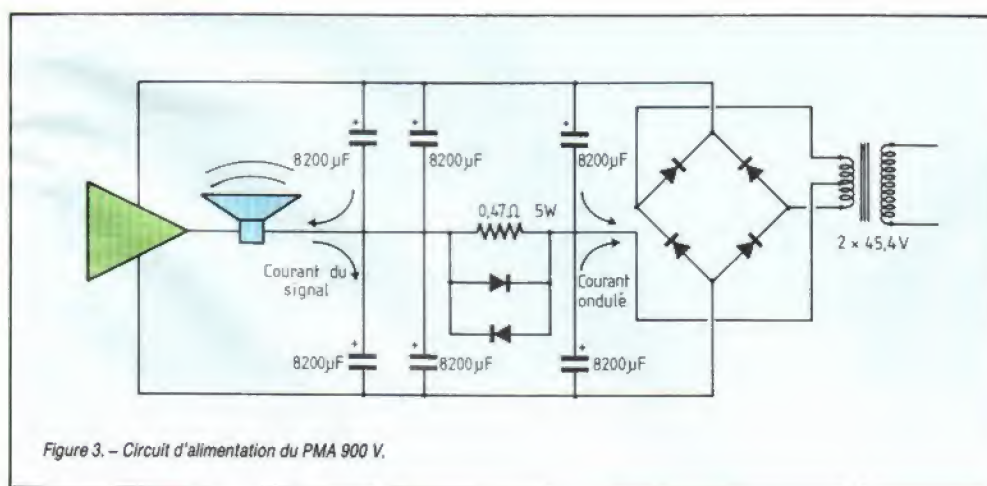 +
8200µF
+
8200µF
+
8200µF
0,47Ω 5W
2 × 45,4V
Courant du
signal
Courant
ondulé
+
8200µF
+
8200µF
+
8200µF
Figure 3. – Circuit d'alimentation du PMA 900 V.